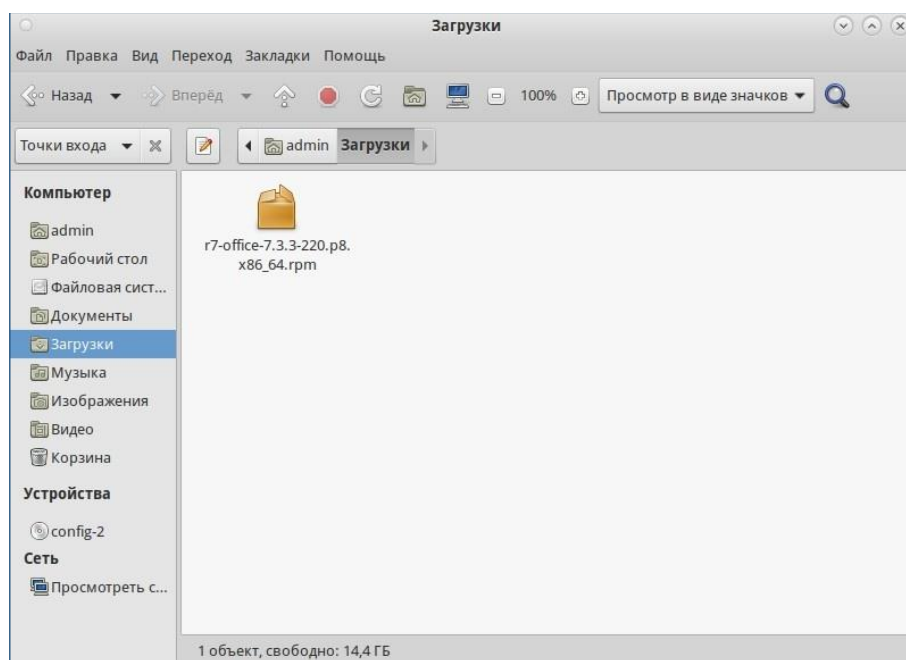 Загрузки
Файл Правка Вид Переход Закладки Помощь
Назад Вперёд 100% Просмотр в виде значков
Точки входа admin Загрузки
Компьютер
admin
Рабочий стол
Файловая сист...
Документы
Загрузки
Музыка
Изображения
Видео
Корзина
Устройства
config-2
Сеть
Просмотреть с...
r7-office-7.3.3-220.p8.
x86_64.rpm
1 объект, свободно: 14,4 ГБ